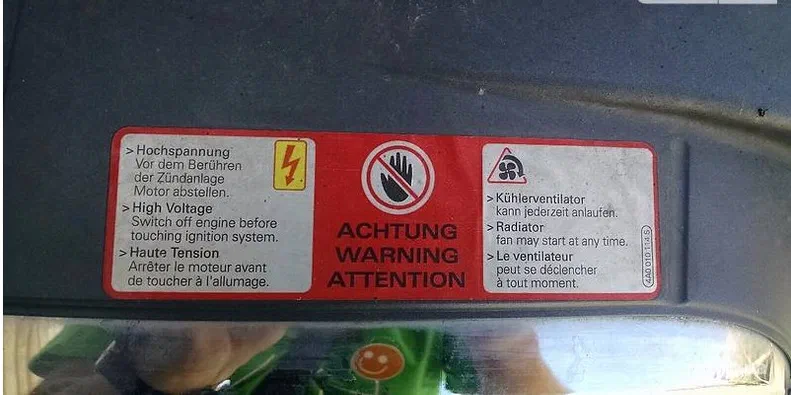 > Hochspannung
Vor dem Berühren
der Zündanlage
Motor abstellen.
> High Voltage
Switch off engine before
touching ignition system.
> Haute Tension
Arrêter le moteur avant
de toucher à l'allumage.
ACHTUNG
WARNING
ATTENTION
> Kühlerventilator
kann jederzeit anlaufen.
> Radiator
fan may start at any time.
> Le ventilateur
peut se déclencher
à tout moment.
4A0 010 114 S